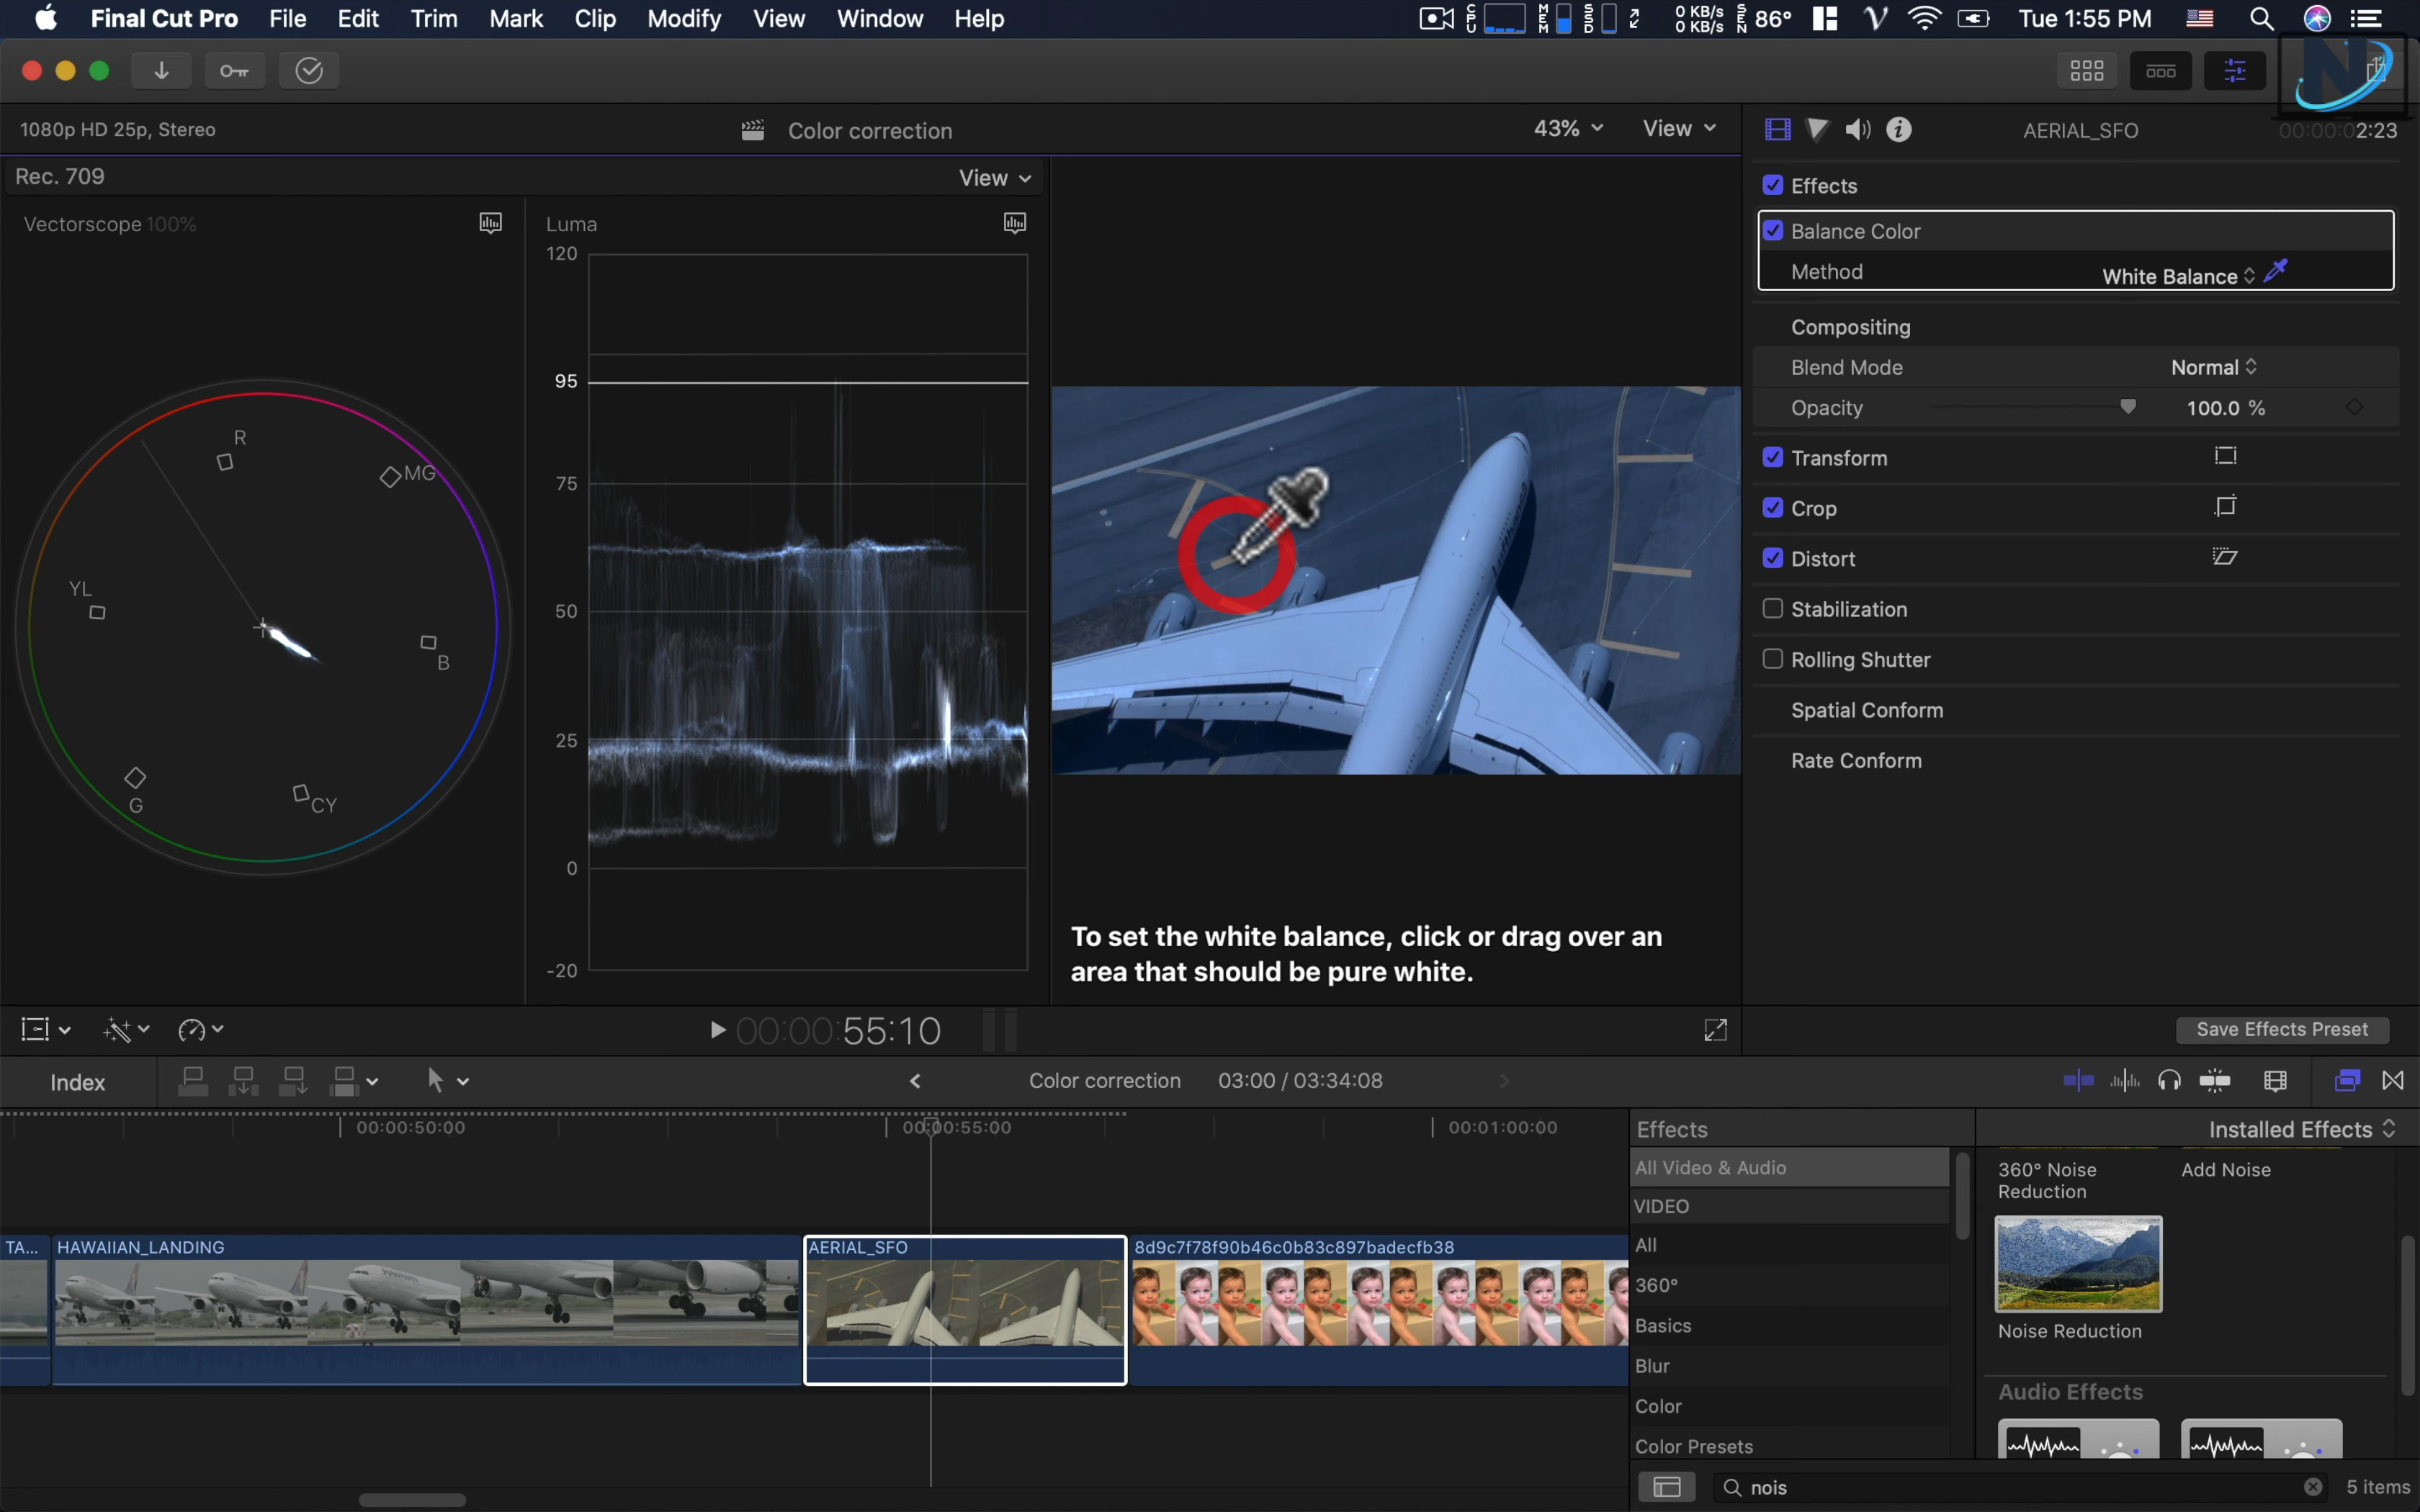 Final Cut Pro File Edit Trim Mark Clip Modify View Window Help
CPU MEM SSD 0 KB/s 0 KB/s SEN 86° Tue 1:55 PM
1080p HD 25p, Stereo
Color correction
43% View
AERIAL_SFO
00:00:02:23
Rec. 709
View
Vectorscope 100%
R
MG
YL
B
G
CY
Luma
120
95
75
50
25
0
-20
To set the white balance, click or drag over an
area that should be pure white.
Effects
Balance Color
Method White Balance
Compositing
Blend Mode Normal
Opacity 100.0 %
Transform
Crop
Distort
Stabilization
Rolling Shutter
Spatial Conform
Rate Conform
00:00:55:10
Save Effects Preset
Index
Color correction 03:00 / 03:34:08
00:00:50:00
00:00:55:00
00:01:00:00
TA... HAWAIIAN_LANDING AERIAL_SFO 8d9c7f78f90b46c0b83c897badecfb38
Effects
Installed Effects
All Video & Audio
VIDEO
All
360°
Basics
Blur
Color
Color Presets
360° Noise
Reduction
Add Noise
Noise Reduction
Audio Effects
nois
5 items